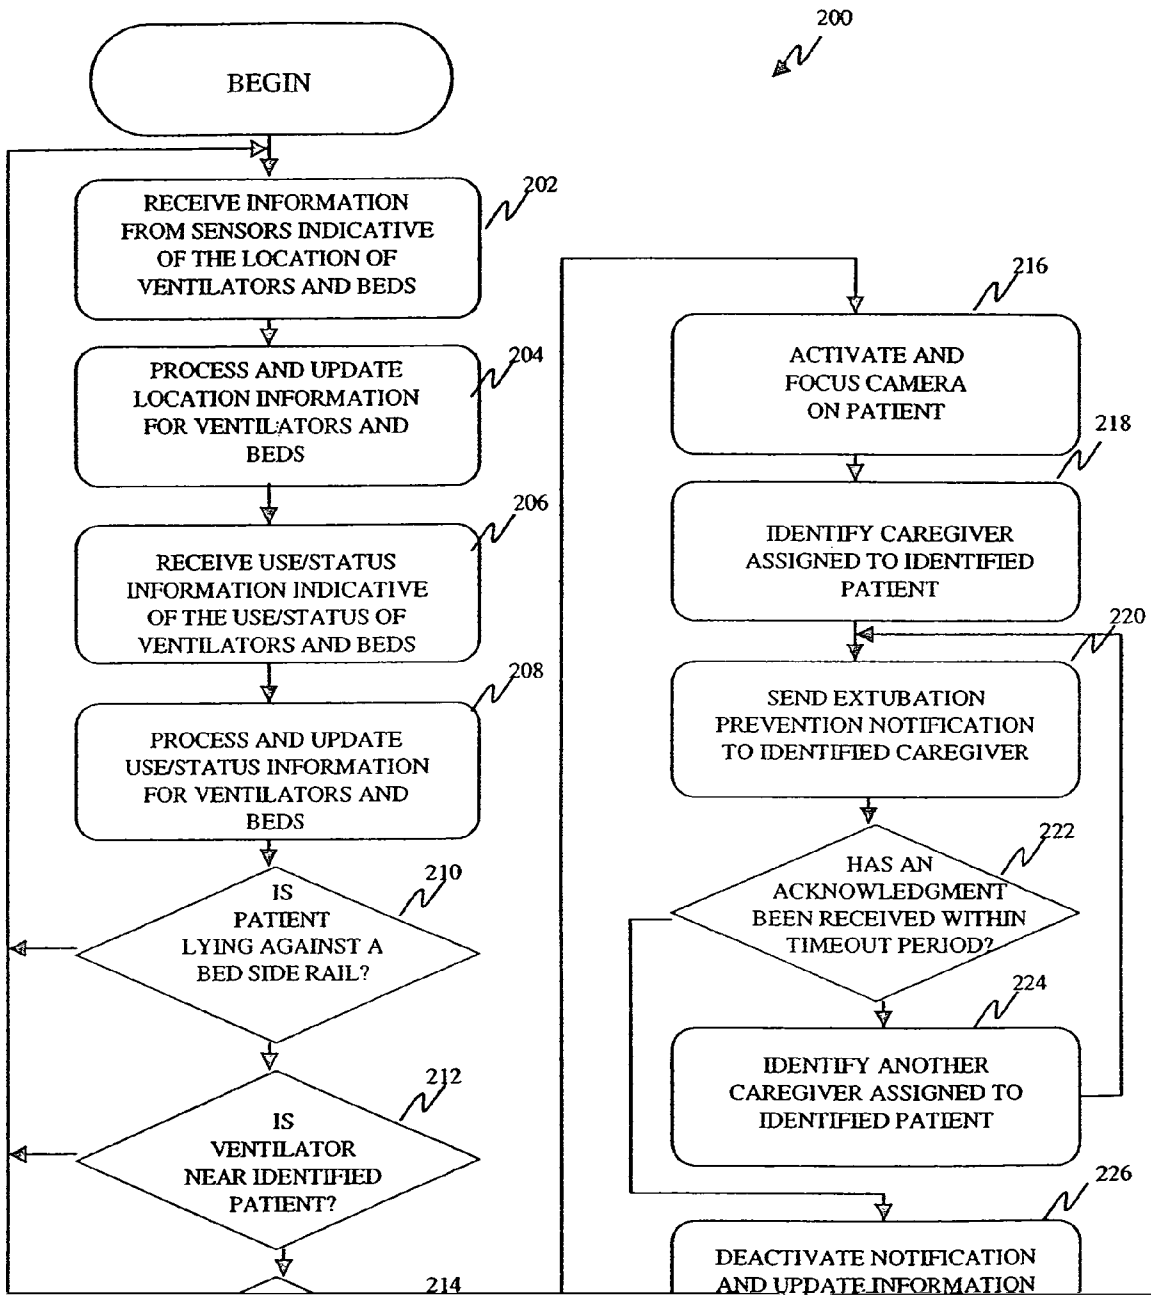 200
BEGIN
202
RECEIVE INFORMATION
FROM SENSORS INDICATIVE
OF THE LOCATION OF
VENTILATORS AND BEDS
204
PROCESS AND UPDATE
LOCATION INFORMATION
FOR VENTILATORS AND
BEDS
206
RECEIVE USE/STATUS
INFORMATION INDICATIVE
OF THE USE/STATUS OF
VENTILATORS AND BEDS
208
PROCESS AND UPDATE
USE/STATUS INFORMATION
FOR VENTILATORS AND
BEDS
210
IS
PATIENT
LYING AGAINST A
BED SIDE RAIL?
212
IS
VENTILATOR
NEAR IDENTIFIED
PATIENT?
214
216
ACTIVATE AND
FOCUS CAMERA
ON PATIENT
218
IDENTIFY CAREGIVER
ASSIGNED TO IDENTIFIED
PATIENT
220
SEND EXTUBATION
PREVENTION NOTIFICATION
TO IDENTIFIED CAREGIVER
222
HAS AN
ACKNOWLEDGMENT
BEEN RECEIVED WITHIN
TIMEOUT PERIOD?
224
IDENTIFY ANOTHER
CAREGIVER ASSIGNED TO
IDENTIFIED PATIENT
226
DEACTIVATE NOTIFICATION
AND UPDATE INFORMATION